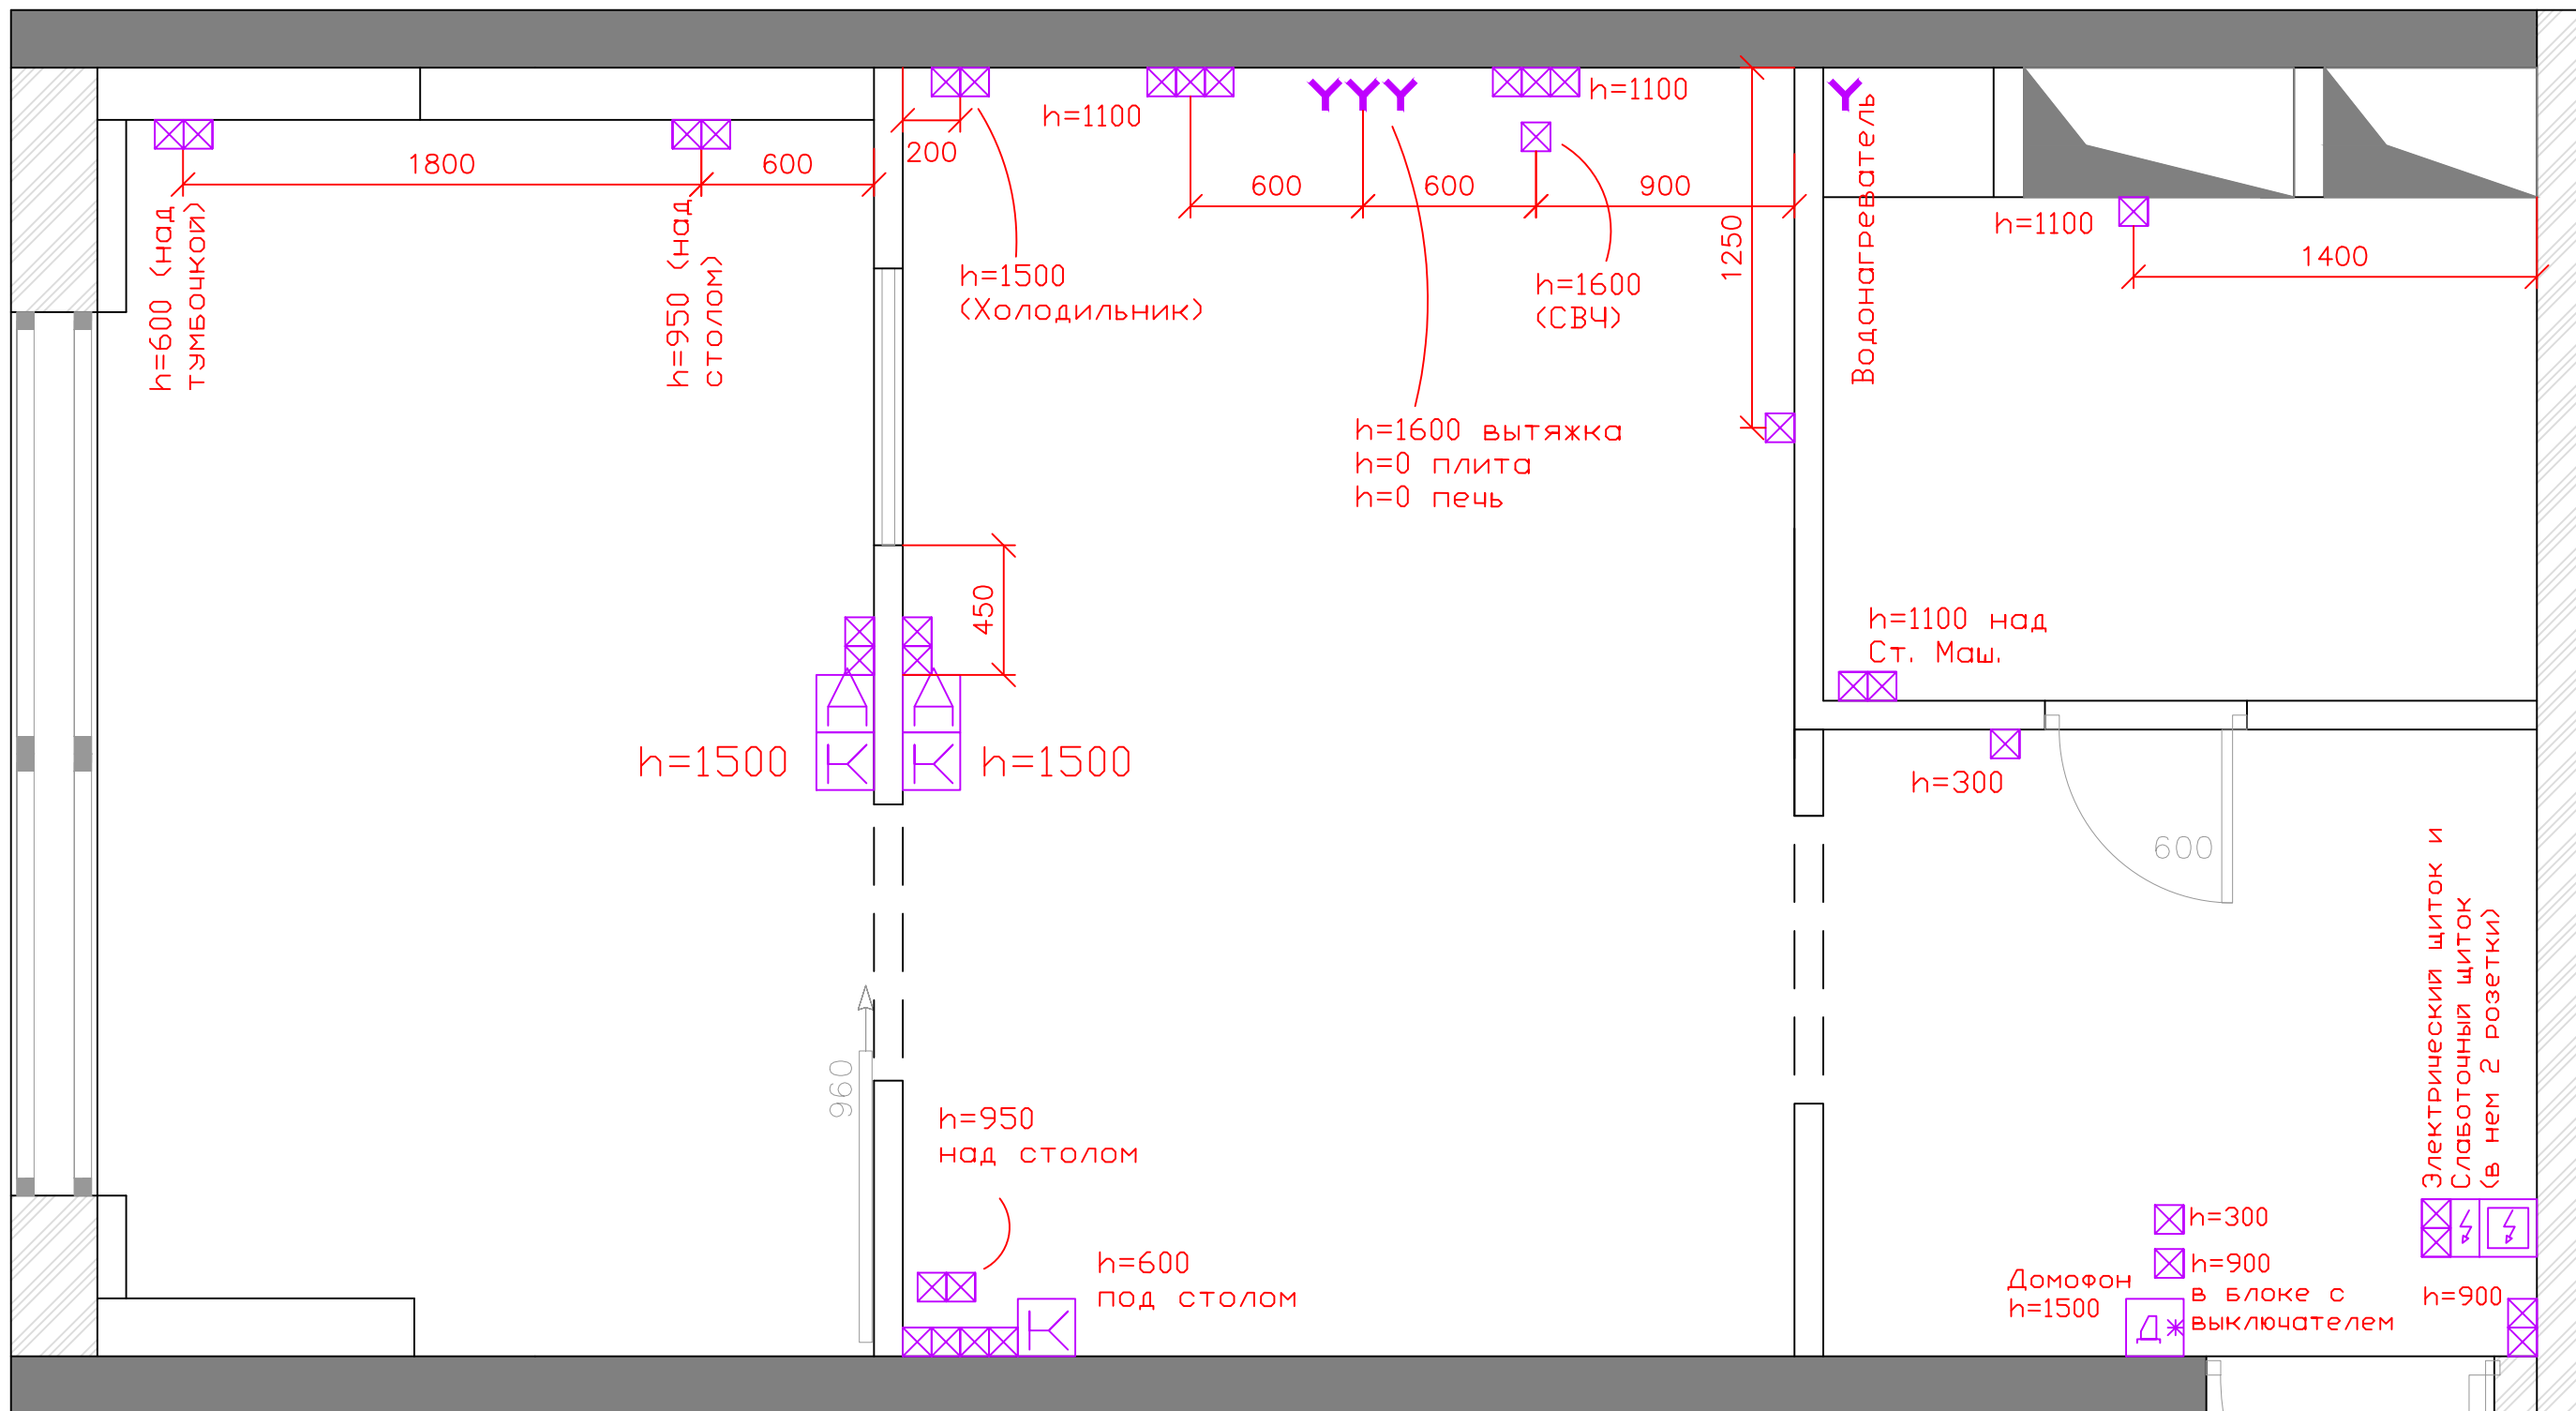 h=1100
h=1100
1800
600
200
600
600
900
1250
1400
h=600 (над
тумбочкой)
h=950 (над
столом)
h=1500
(Холодильник)
h=1600
(СВЧ)
Водонагреватель
h=1100
h=1600 вытяжка
h=0 плита
h=0 печь
450
h=1100 над
Ст. Маш.
h=1500
h=1500
К
К
h=300
600
960
Электрический щиток и
Слаботочный щиток
(в нем 2 розетки)
h=950
над столом
h=600
под столом
К
h=300
h=900
в блоке с
выключателем
Домофон
h=1500
Д
h=900